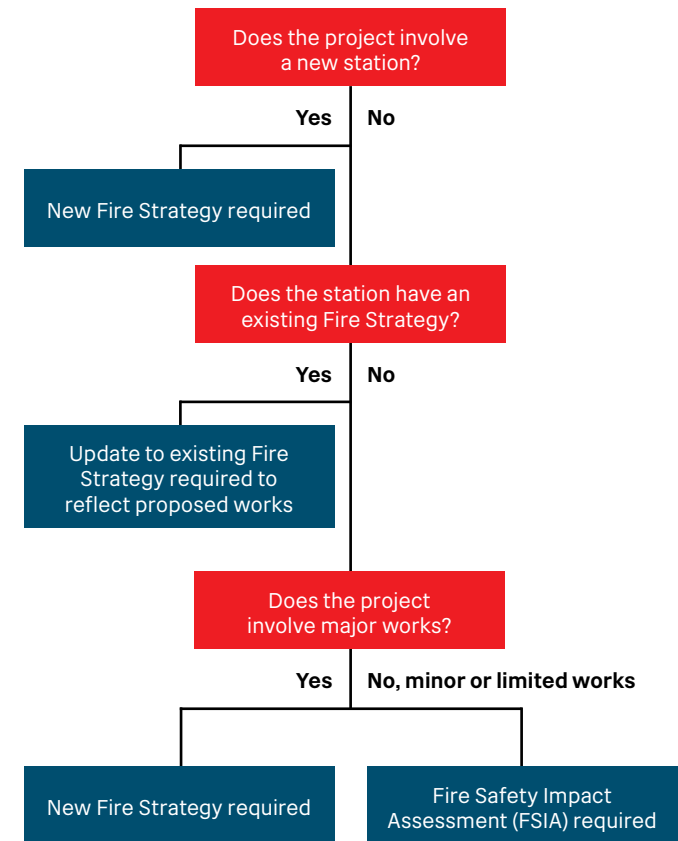 Does the project involve
a new station?
Yes
No
New Fire Strategy required
Does the station have an
existing Fire Strategy?
Yes
No
Update to existing Fire
Strategy required to
reflect proposed works
Does the project
involve major works?
Yes
No, minor or limited works
New Fire Strategy required
Fire Safety Impact
Assessment (FSIA) required